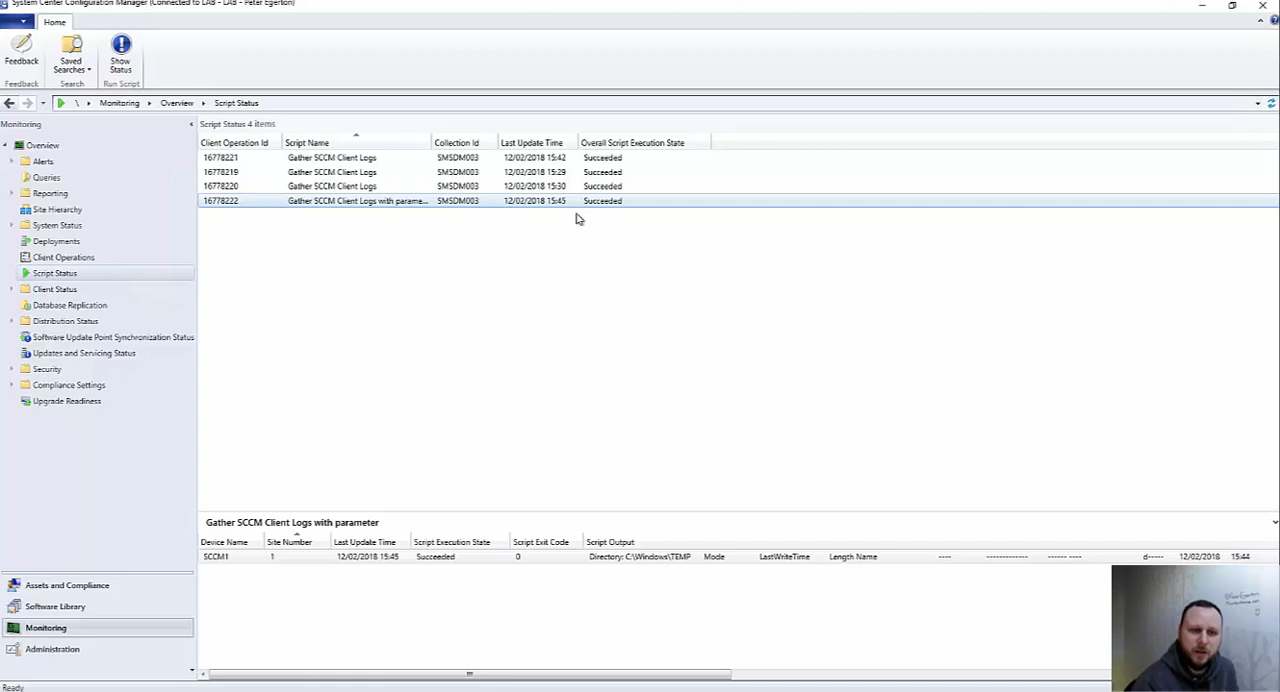 System Center Configuration Manager (Connected to LAB - LAB - Peter Egerton)
Home
Feedback
Saved Searches
Show Status
Feedback
Search
Run Script
\ Monitoring Overview Script Status
Monitoring
Script Status 4 items
Client Operation Id Script Name Collection Id Last Update Time Overall Script Execution State
16778221 Gather SCCM Client Logs SMSDM003 12/02/2018 15:42 Succeeded
16778219 Gather SCCM Client Logs SMSDM003 12/02/2018 15:29 Succeeded
16778220 Gather SCCM Client Logs SMSDM003 12/02/2018 15:30 Succeeded
16778222 Gather SCCM Client Logs with parame... SMSDM003 12/02/2018 15:45 Succeeded
Overview
Alerts
Queries
Reporting
Site Hierarchy
System Status
Deployments
Client Operations
Script Status
Client Status
Database Replication
Distribution Status
Software Update Point Synchronization Status
Updates and Servicing Status
Security
Compliance Settings
Upgrade Readiness
Gather SCCM Client Logs with parameter
Device Name Site Number Last Update Time Script Execution State Script Exit Code Script Output
SCCM1 1 12/02/2018 15:45 Succeeded 0 Directory: C:\Windows\TEMP Mode LastWriteTime Length Name ---- ------------- ------ ---- d----- 12/02/2018 15:44
Assets and Compliance
Software Library
Monitoring
Administration
Ready